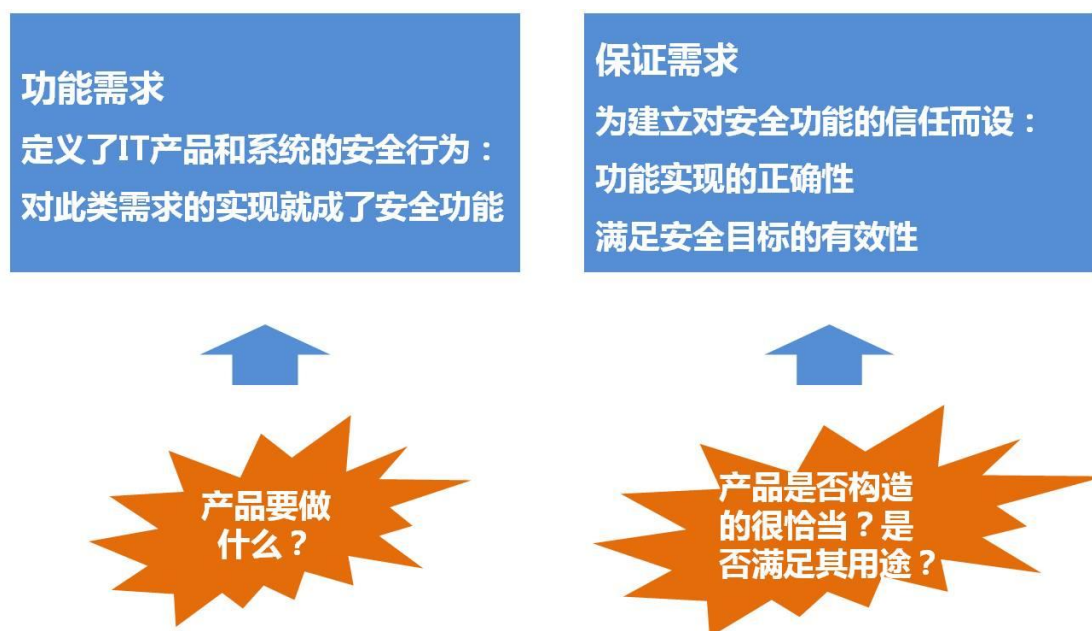 功能需求
定义了IT产品和系统的安全行为：
对此类需求的实现就成了安全功能
保证需求
为建立对安全功能的信任而设：
功能实现的正确性
满足安全目标的有效性
产品要做
什么？
产品是否构造
的很恰当？是
否满足其用途？